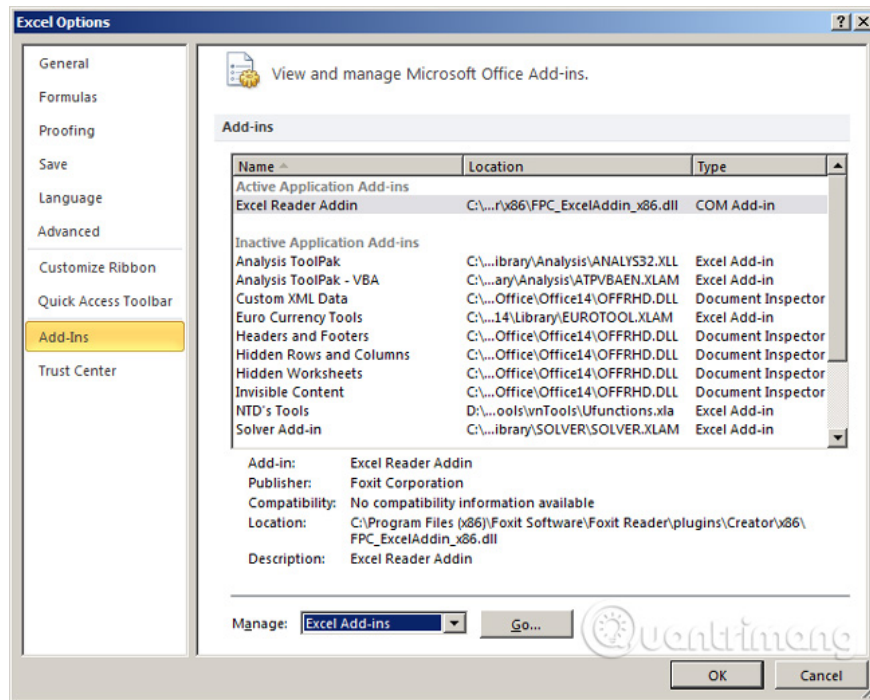 Excel Options
General
Formulas
Proofing
Save
Language
Advanced
Customize Ribbon
Quick Access Toolbar
Add-Ins
Trust Center
View and manage Microsoft Office Add-ins.
Add-ins
Name Location Type
Active Application Add-ins
Excel Reader Addin C:\...r\x86\FPC_ExcelAddin_x86.dll COM Add-in
Inactive Application Add-ins
Analysis ToolPak C:\...ibrary\Analysis\ANALYS32.XLL Excel Add-in
Analysis ToolPak - VBA C:\...ary\Analysis\ATPVBAEN.XLAM Excel Add-in
Custom XML Data C:\...Office\Office14\OFFRHD.DLL Document Inspector
Euro Currency Tools C:\...14\Library\EUROTOOL.XLAM Excel Add-in
Headers and Footers C:\...Office\Office14\OFFRHD.DLL Document Inspector
Hidden Rows and Columns C:\...Office\Office14\OFFRHD.DLL Document Inspector
Hidden Worksheets C:\...Office\Office14\OFFRHD.DLL Document Inspector
Invisible Content C:\...Office\Office14\OFFRHD.DLL Document Inspector
NTD's Tools D:\...ools\vnTools\Ufunctions.xla Excel Add-in
Solver Add-in C:\...ibrary\SOLVER\SOLVER.XLAM Excel Add-in
Add-in: Excel Reader Addin
Publisher: Foxit Corporation
Compatibility: No compatibility information available
Location: C:\Program Files (x86)\Foxit Software\Foxit Reader\plugins\Creator\x86\
FPC_ExcelAddin_x86.dll
Description: Excel Reader Addin
Manage: Excel Add-ins Go...
Quantrimang
OK Cancel